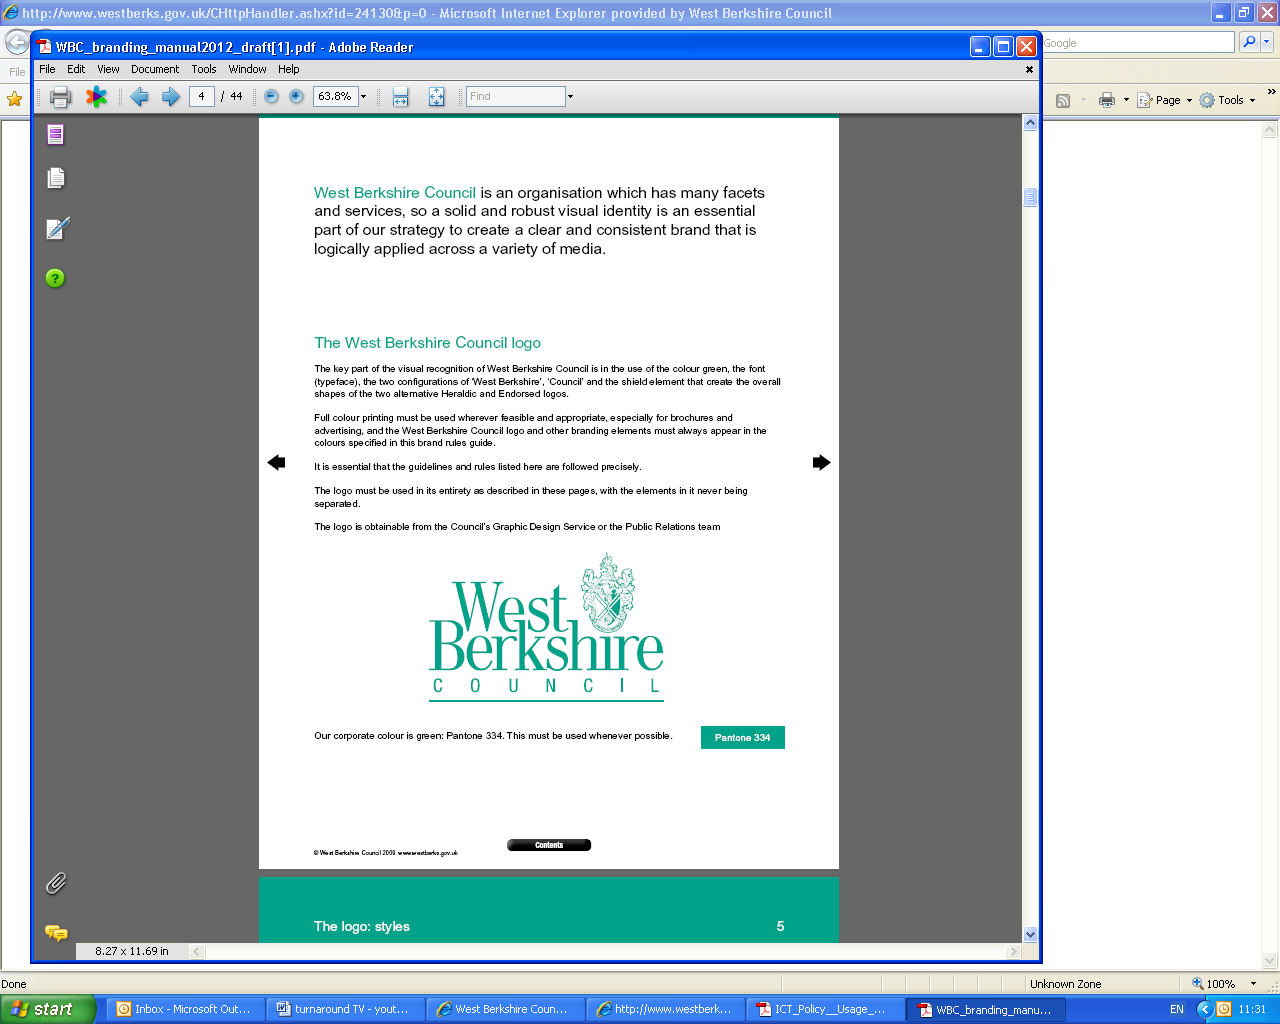 http://www.westberks.gov.uk/CHttpHandler.ashx?id=24130&p=0 - Microsoft Internet Explorer provided by West Berkshire Council
WBC_branding_manual2012_draft[1].pdf - Adobe Reader
Google
File
File Edit View Document Tools Window Help
4 / 44
63.8%
Find
Page
Tools
West Berkshire Council is an organisation which has many facets
and services, so a solid and robust visual identity is an essential
part of our strategy to create a clear and consistent brand that is
logically applied across a variety of media.
The West Berkshire Council logo
The key part of the visual recognition of West Berkshire Council is in the use of the colour green, the font
(typeface), the two configurations of 'West Berkshire', 'Council' and the shield element that create the overall
shapes of the two alternative Heraldic and Endorsed logos.
Full colour printing must be used wherever feasible and appropriate, especially for brochures and
advertising, and the West Berkshire Council logo and other branding elements must always appear in the
colours specified in this brand rules guide.
It is essential that the guidelines and rules listed here are followed precisely.
The logo must be used in its entirety as described in these pages, with the elements in it never being
separated.
The logo is obtainable from the Council's Graphic Design Service or the Public Relations team
West
Berkshire
COUNCIL
Our corporate colour is green: Pantone 334. This must be used whenever possible.
Pantone 334
Contents
© West Berkshire Council 2009 www.westberks.gov.uk
The logo: styles 5
8.27 x 11.69 in
Done
Unknown Zone
100%
start
Inbox - Microsoft Out...
turnaround TV - yout...
West Berkshire Coun...
http://www.westberk...
ICT_Policy__Usage_...
WBC_branding_manu...
EN
11:31